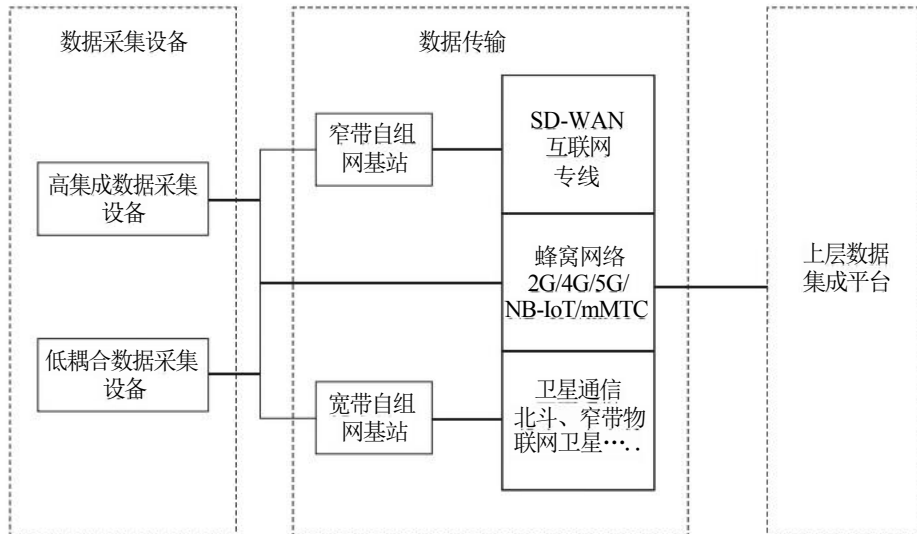 数据采集设备
数据传输
窄带自组
网基站
SD-WAN
互联网
专线
高集成数据采集
设备
蜂窝网络
2G/4G/5G/
NB-IoT/mMTC
上层数据
集成平台
低耦合数据采集
设备
宽带自组
网基站
卫星通信
北斗、窄带物
联网卫星…..